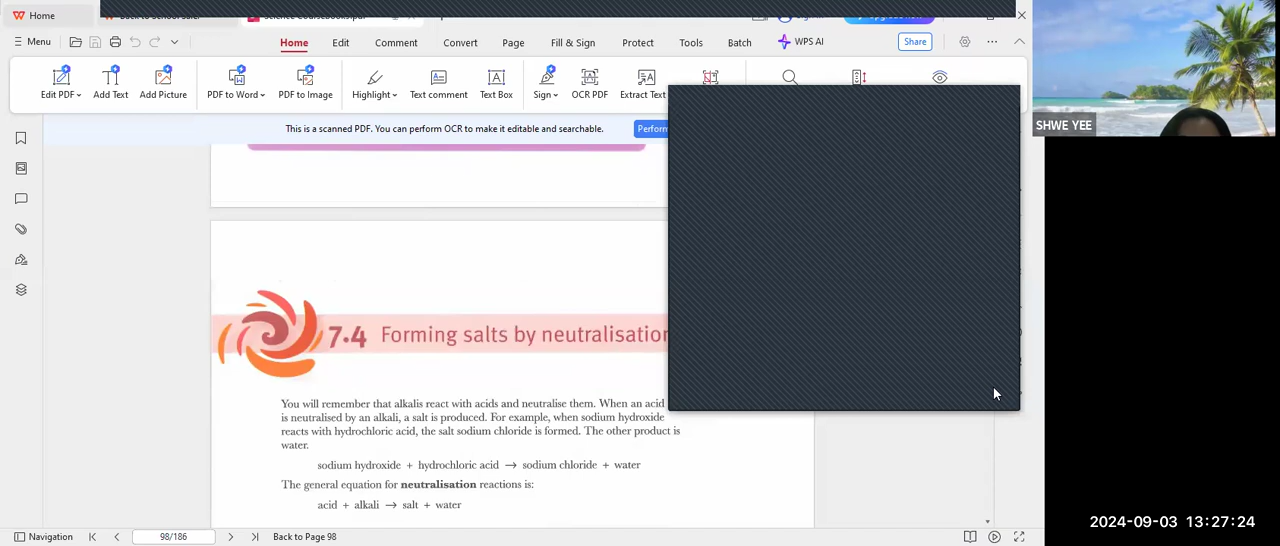 Home
Menu
Home Edit Comment Convert Page Fill & Sign Protect Tools Batch WPS AI Share
Edit PDF Add Text Add Picture PDF to Word PDF to Image Highlight Text comment Text Box Sign OCR PDF Extract Text
This is a scanned PDF. You can perform OCR to make it editable and searchable. Perform
SHWE YEE
7.4 Forming salts by neutralisation
You will remember that alkalis react with acids and neutralise them. When an acid
is neutralised by an alkali, a salt is produced. For example, when sodium hydroxide
reacts with hydrochloric acid, the salt sodium chloride is formed. The other product is
water.
sodium hydroxide + hydrochloric acid → sodium chloride + water
The general equation for neutralisation reactions is:
acid + alkali → salt + water
2024-09-03 13:27:24
Navigation 98/186 Back to Page 98